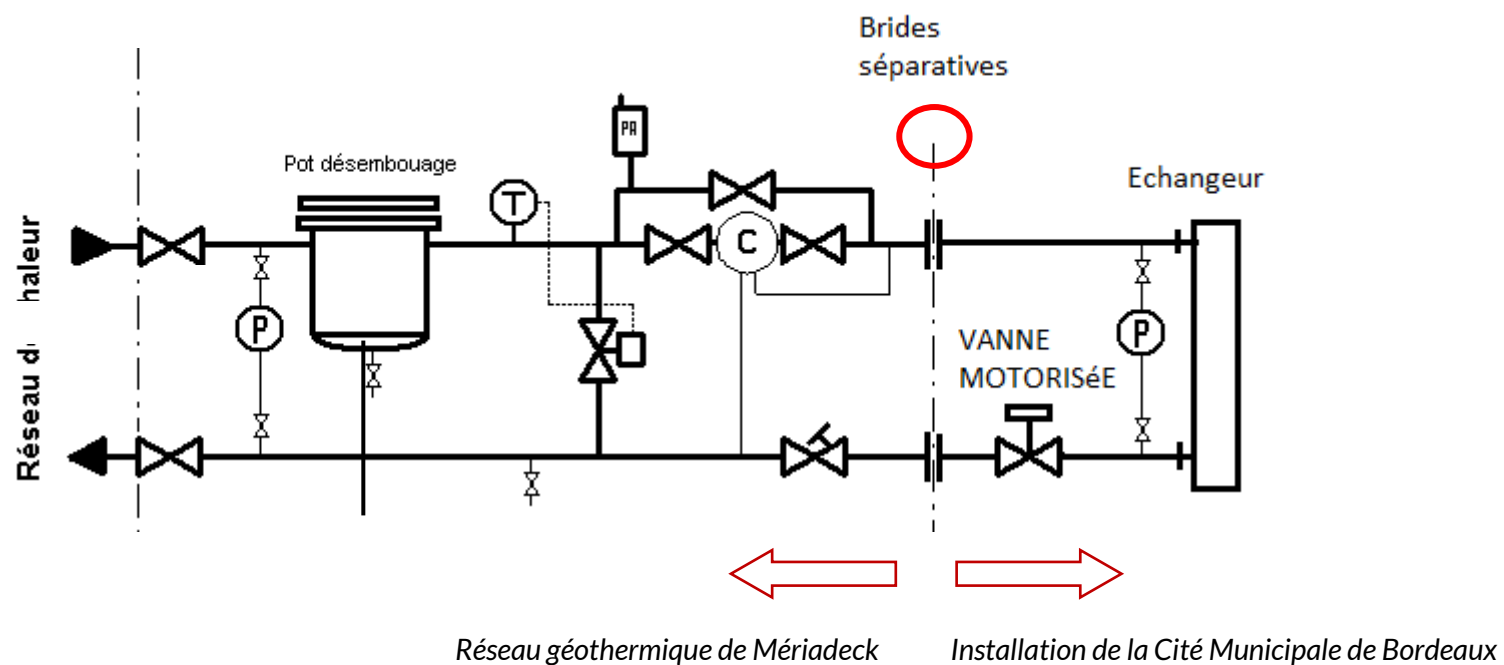 Brides
séparatives
PA
Pot désembouage
Echangeur
T
C
P
P
VANNE
MOTORISéE
Réseau d
haleur
Réseau géothermique de Mériadeck
Installation de la Cité Municipale de Bordeaux